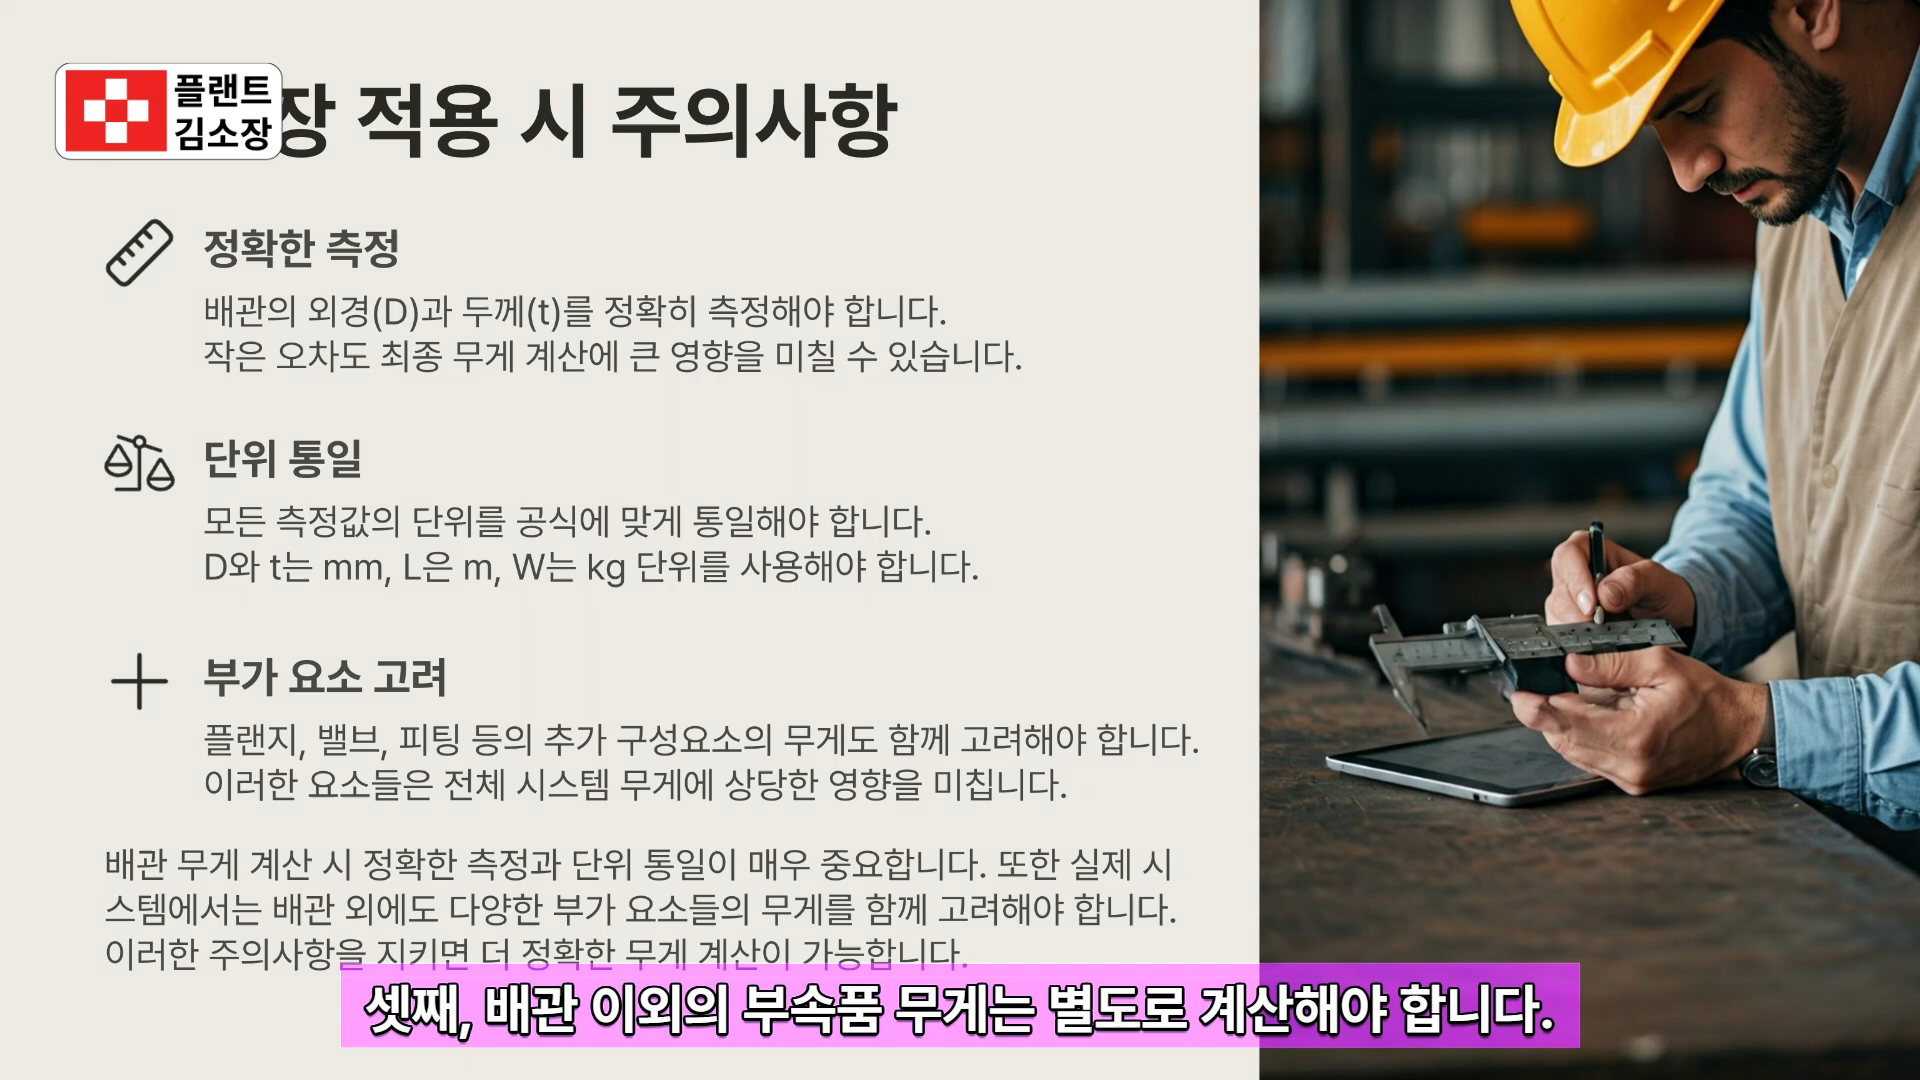 플랜트
김소장
장 적용 시 주의사항
정확한 측정
배관의 외경(D)과 두께(t)를 정확히 측정해야 합니다.
작은 오차도 최종 무게 계산에 큰 영향을 미칠 수 있습니다.
단위 통일
모든 측정값의 단위를 공식에 맞게 통일해야 합니다.
D와 t는 mm, L은 m, W는 kg 단위를 사용해야 합니다.
부가 요소 고려
플랜지, 밸브, 피팅 등의 추가 구성요소의 무게도 함께 고려해야 합니다.
이러한 요소들은 전체 시스템 무게에 상당한 영향을 미칩니다.
배관 무게 계산 시 정확한 측정과 단위 통일이 매우 중요합니다. 또한 실제 시
스템에서는 배관 외에도 다양한 부가 요소들의 무게를 함께 고려해야 합니다.
이러한 주의사항을 지키면 더 정확한 무게 계산이 가능합니다.
셋째, 배관 이외의 부속품 무게는 별도로 계산해야 합니다.